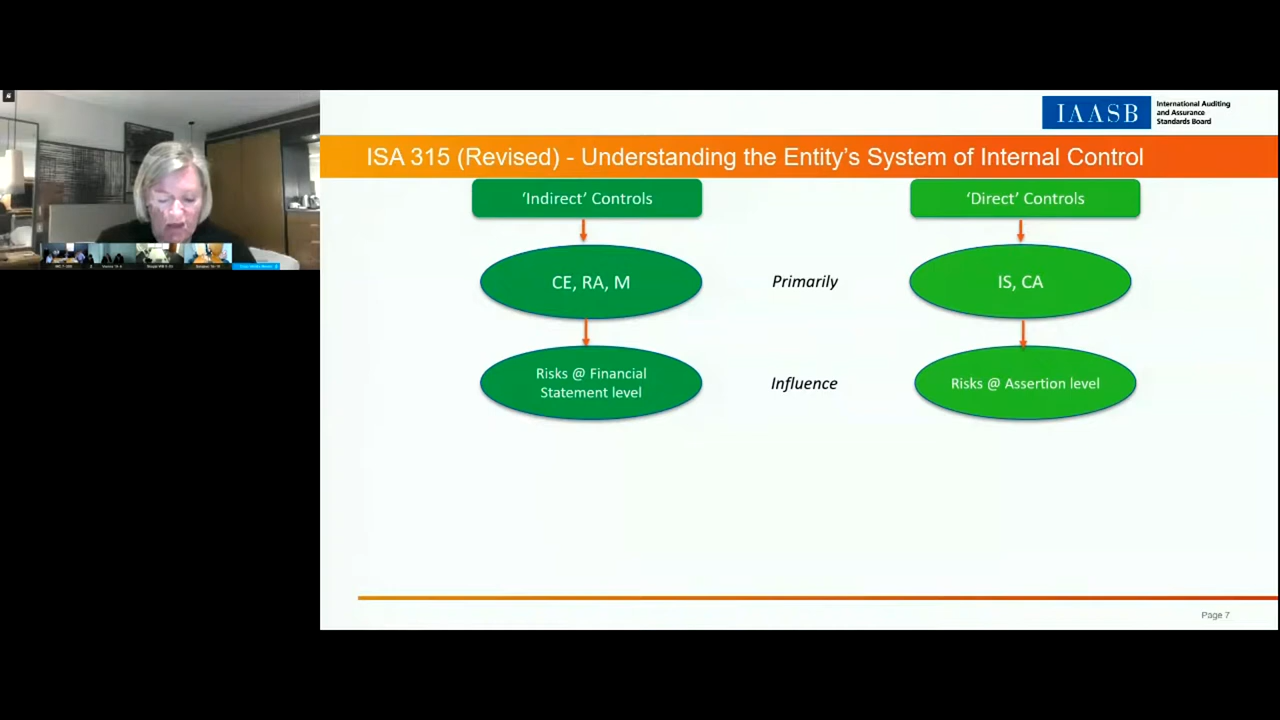 IAASB
International Auditing
and Assurance
Standards Board
ISA 315 (Revised) - Understanding the Entity's System of Internal Control
‘Indirect’ Controls
‘Direct’ Controls
CE, RA, M
Primarily
IS, CA
Risks @ Financial
Statement level
Influence
Risks @ Assertion level
Page 7